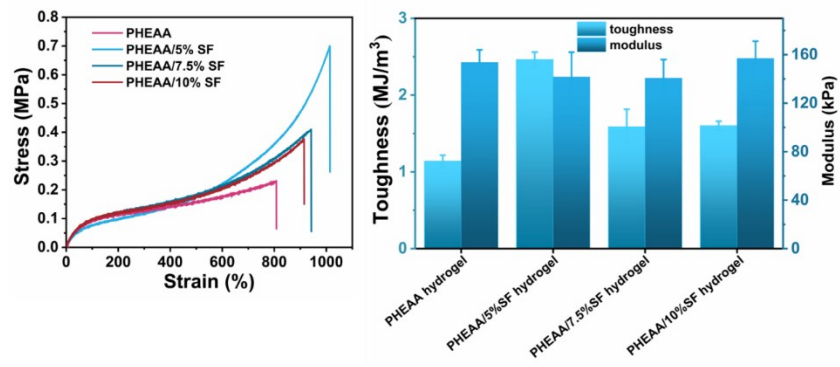 PHEAA
PHEAA/5% SF
PHEAA/7.5% SF
PHEAA/10% SF
Stress (MPa)
0.8
0.7
0.6
0.5
0.4
0.3
0.2
0.1
0.0
0 200 400 600 800 1000
Strain (%)
toughness
modulus
Toughness (MJ/m³)
3
2
1
0
160
120
80
40
0
Modulus (kPa)
PHEAA hydrogel
PHEAA/5%SF hydrogel
PHEAA/7.5%SF hydrogel
PHEAA/10%SF hydrogel